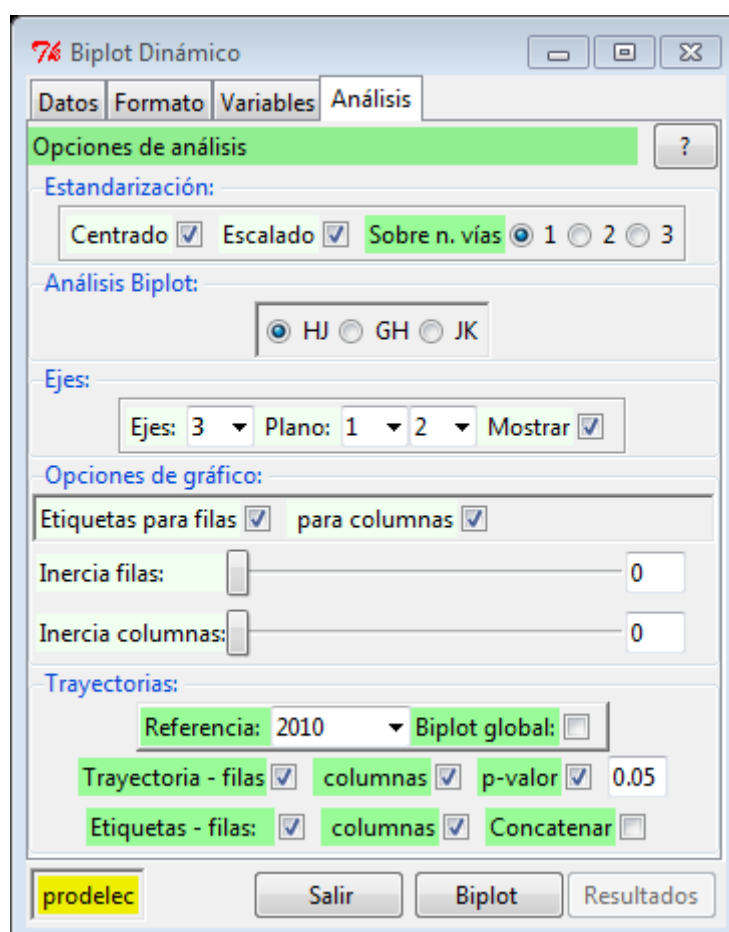 Biplot Dinámico
Datos Formato Variables Análisis
Opciones de análisis ?
Estandarización:
Centrado Escalado Sobre n. vías 1 2 3
Análisis Biplot:
HJ GH JK
Ejes:
Ejes: 3 Plano: 1 2 Mostrar
Opciones de gráfico:
Etiquetas para filas para columnas
Inercia filas: 0
Inercia columnas: 0
Trayectorias:
Referencia: 2010 Biplot global:
Trayectoria - filas columnas p-valor 0.05
Etiquetas - filas: columnas Concatenar
prodelec Salir Biplot Resultados